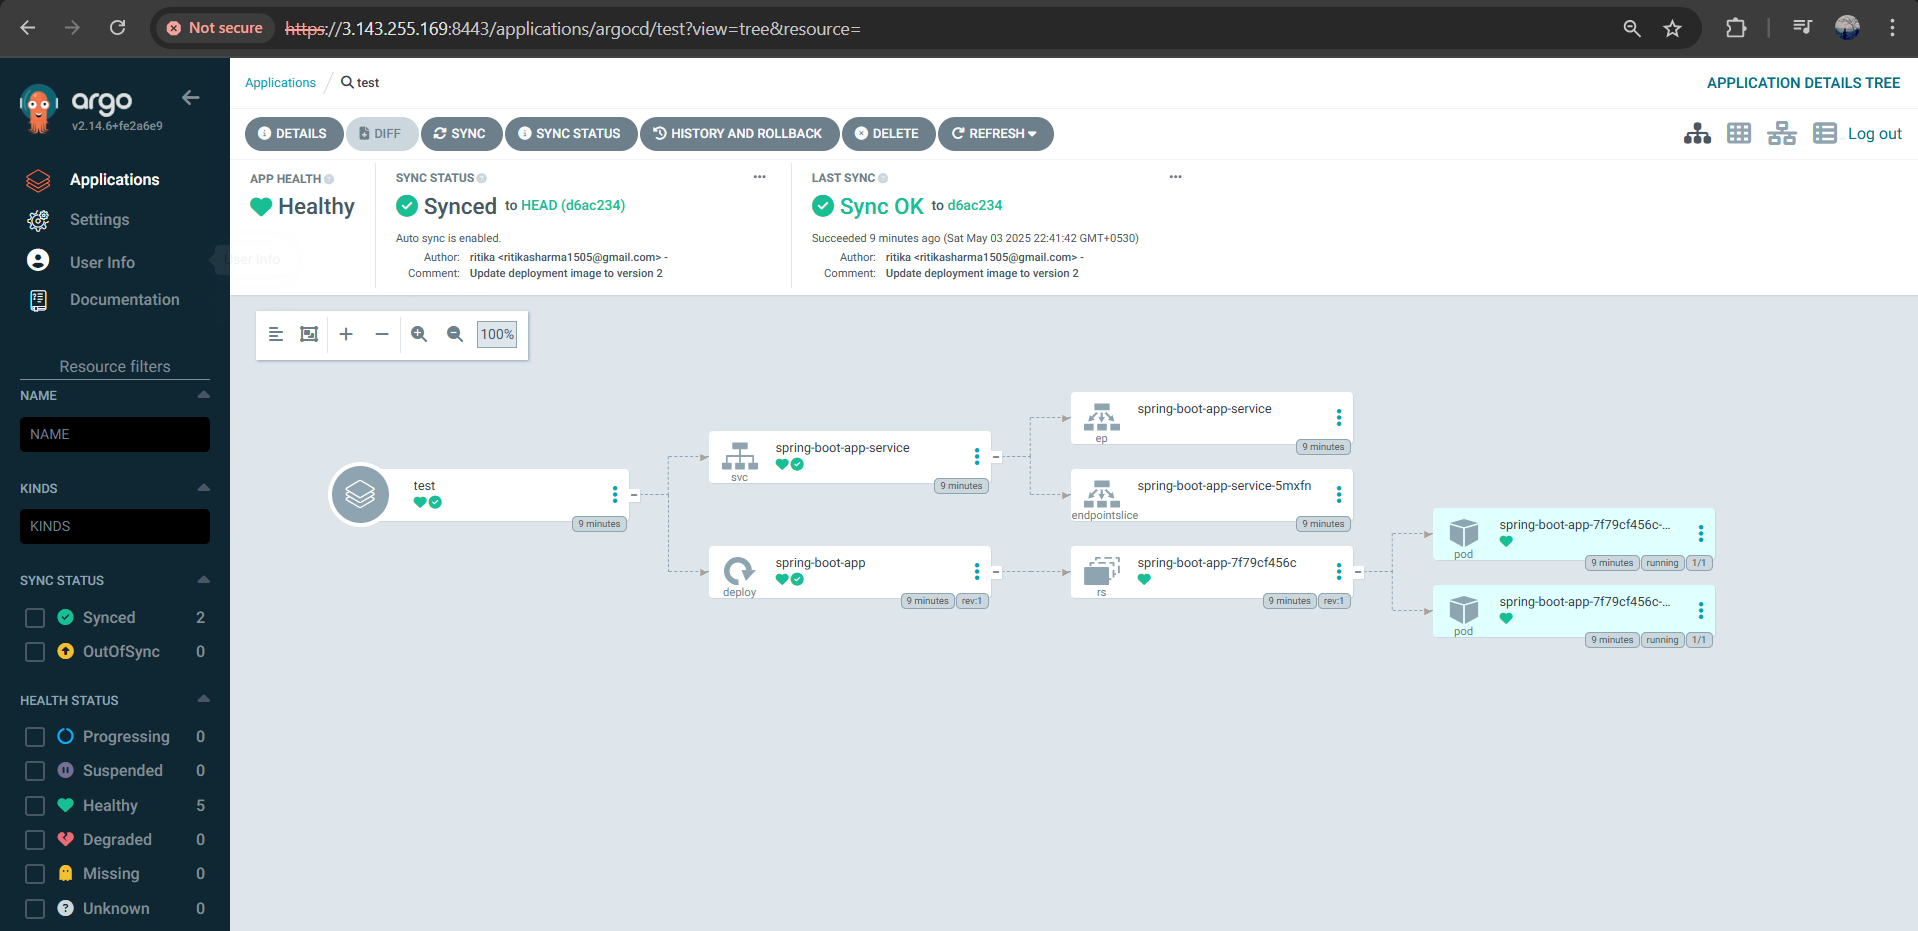 Not secure https://3.143.255.169:8443/applications/argocd/test?view=tree&resource=
argo
v2.14.6+fe2a6e9
Applications
Settings
User Info
Documentation
Resource filters
NAME
NAME
KINDS
KINDS
SYNC STATUS
Synced 2
OutOfSync 0
HEALTH STATUS
Progressing 0
Suspended 0
Healthy 5
Degraded 0
Missing 0
Unknown 0
User Info
Applications / test
APPLICATION DETAILS TREE
DETAILS DIFF SYNC SYNC STATUS HISTORY AND ROLLBACK DELETE REFRESH
Log out
APP HEALTH
Healthy
SYNC STATUS
Synced to HEAD (d6ac234)
Auto sync is enabled.
Author: ritika <ritikasharma1505@gmail.com> -
Comment: Update deployment image to version 2
LAST SYNC
Sync OK to d6ac234
Succeeded 9 minutes ago (Sat May 03 2025 22:41:42 GMT+0530)
Author: ritika <ritikasharma1505@gmail.com> -
Comment: Update deployment image to version 2
100%
test
9 minutes
spring-boot-app-service
svc
9 minutes
spring-boot-app
deploy
9 minutes rev:1
spring-boot-app-service
ep
9 minutes
spring-boot-app-service-5mxfn
endpointslice
9 minutes
spring-boot-app-7f79cf456c
rs
9 minutes rev:1
spring-boot-app-7f79cf456c-...
pod
9 minutes running 1/1
spring-boot-app-7f79cf456c-...
pod
9 minutes running 1/1